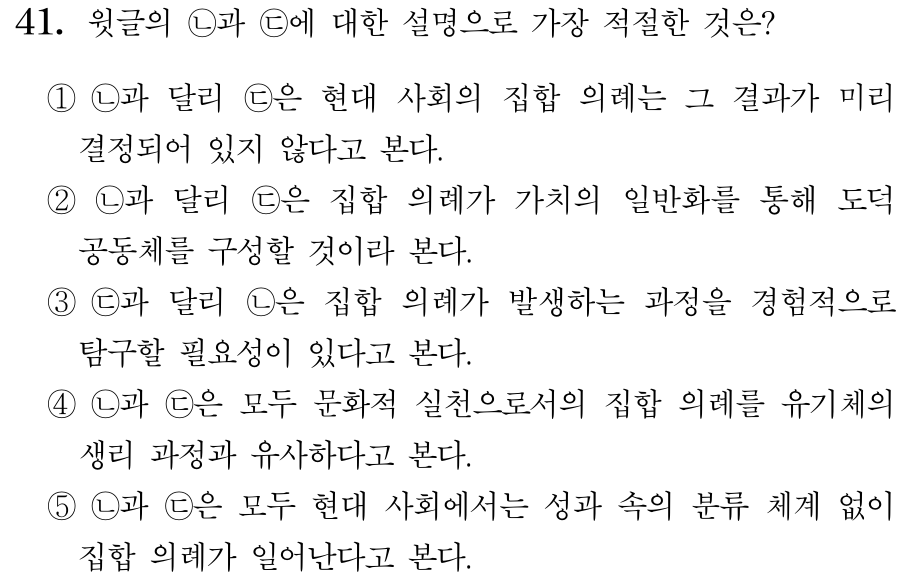 41. 윗글의 ㉡과 ㉢에 대한 설명으로 가장 적절한 것은?
① ㉡과 달리 ㉢은 현대 사회의 집합 의례는 그 결과가 미리
결정되어 있지 않다고 본다.
② ㉡과 달리 ㉢은 집합 의례가 가치의 일반화를 통해 도덕
공동체를 구성할 것이라 본다.
③ ㉢과 달리 ㉡은 집합 의례가 발생하는 과정을 경험적으로
탐구할 필요성이 있다고 본다.
④ ㉡과 ㉢은 모두 문화적 실천으로서의 집합 의례를 유기체의
생리 과정과 유사하다고 본다.
⑤ ㉡과 ㉢은 모두 현대 사회에서는 성과 속의 분류 체계 없이
집합 의례가 일어난다고 본다.